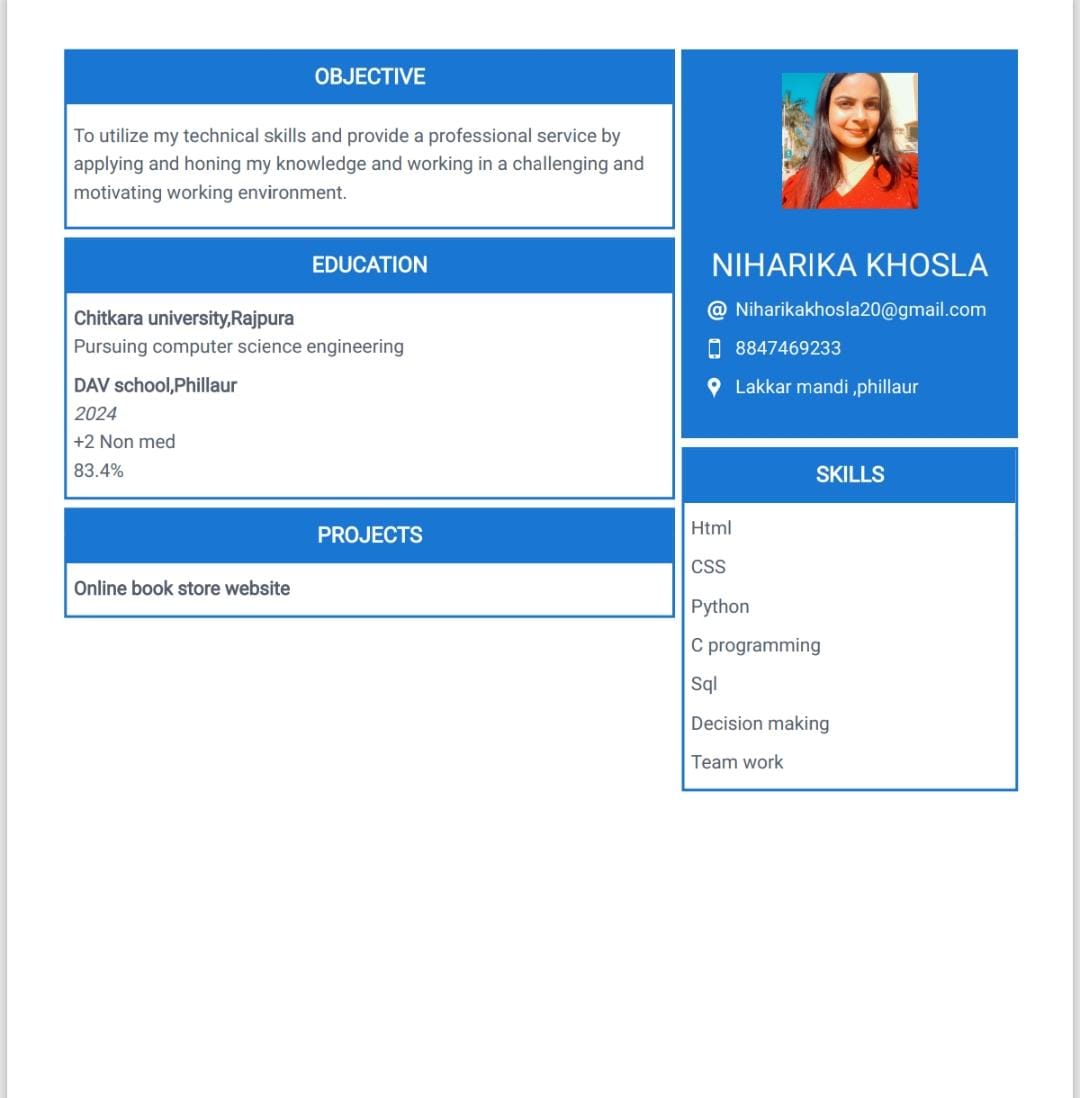 OBJECTIVE
To utilize my technical skills and provide a professional service by
applying and honing my knowledge and working in a challenging and
motivating working environment.
EDUCATION
Chitkara university,Rajpura
Pursuing computer science engineering
DAV school,Phillaur
2024
+2 Non med
83.4%
PROJECTS
Online book store website
NIHARIKA KHOSLA
@ Niharikakhosla20@gmail.com
8847469233
Lakkar mandi ,phillaur
SKILLS
Html
CSS
Python
C programming
Sql
Decision making
Team work